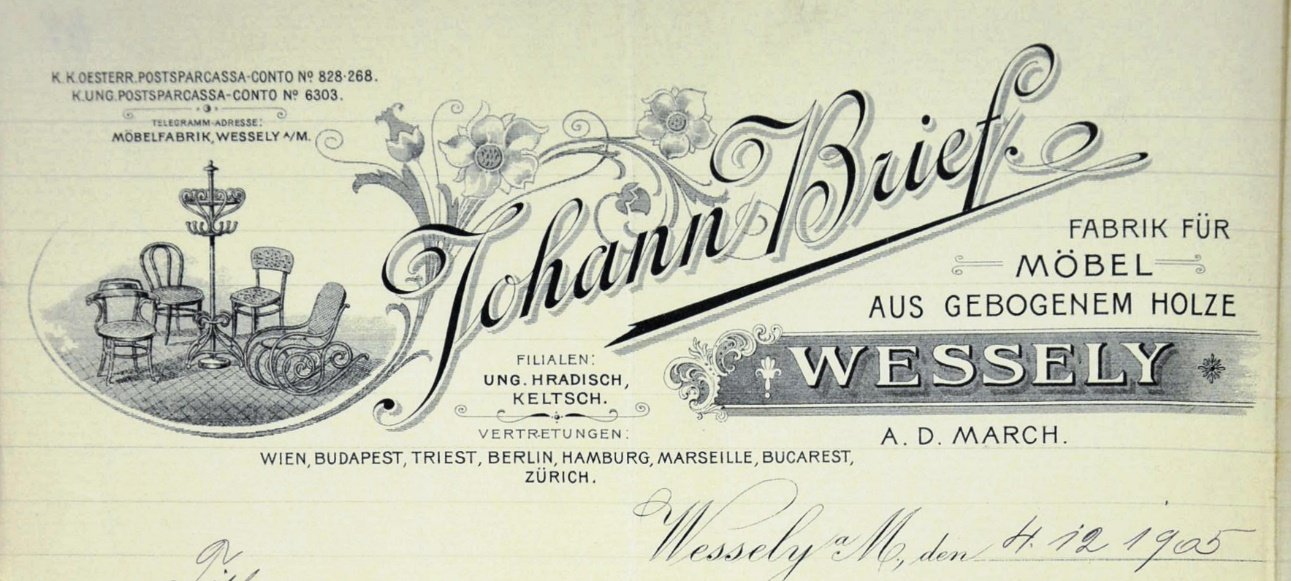 K. K. OESTERR. POSTSPARCASSA-CONTO Nº 828·268.
K. UNG. POSTSPARCASSA-CONTO Nº 6303.
TELEGRAMM-ADRESSE:
MÖBELFABRIK, WESSELY A/M.
Johann Brief.
FABRIK FÜR
MÖBEL
AUS GEBOGENEM HOLZE
WESSELY
A. D. MARCH.
FILIALEN:
UNG. HRADISCH,
KELTSCH.
VERTRETUNGEN:
WIEN, BUDAPEST, TRIEST, BERLIN, HAMBURG, MARSEILLE, BUCAREST,
ZÜRICH.
Wessely a/M, den 4. 12 1905